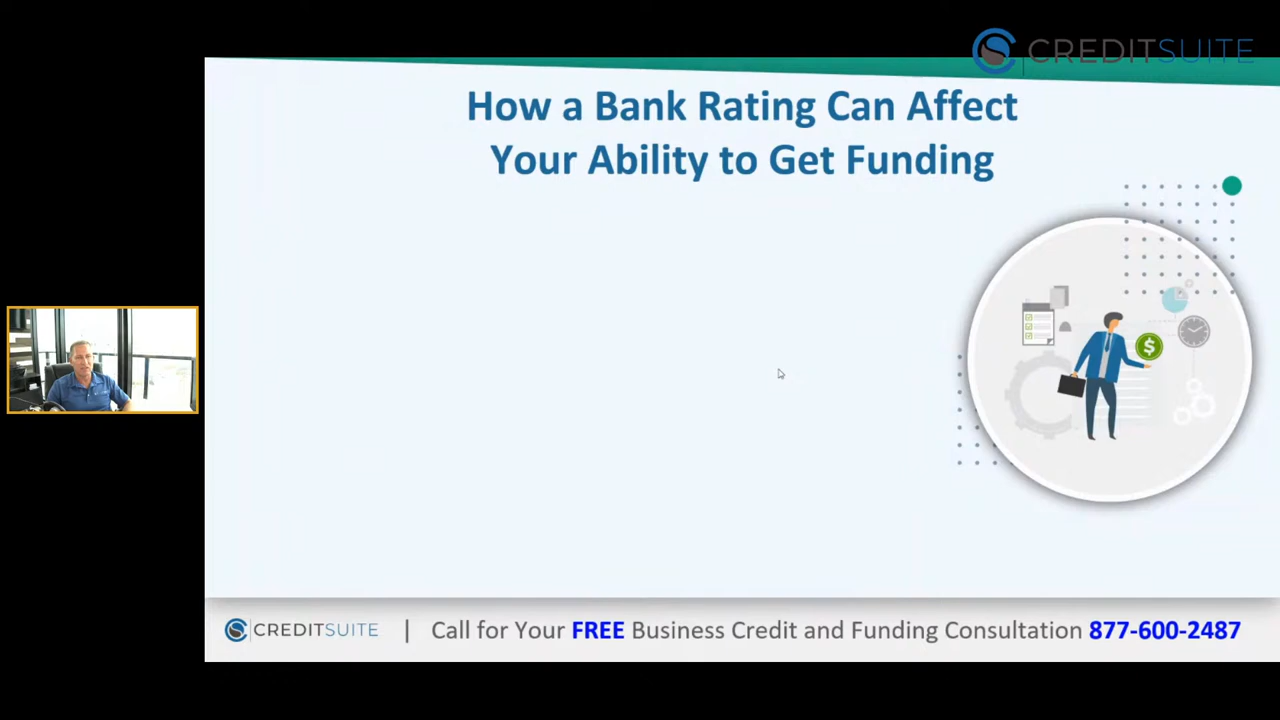 CREDITSUITE
How a Bank Rating Can Affect
Your Ability to Get Funding
$
CREDITSUITE | Call for Your FREE Business Credit and Funding Consultation 877-600-2487